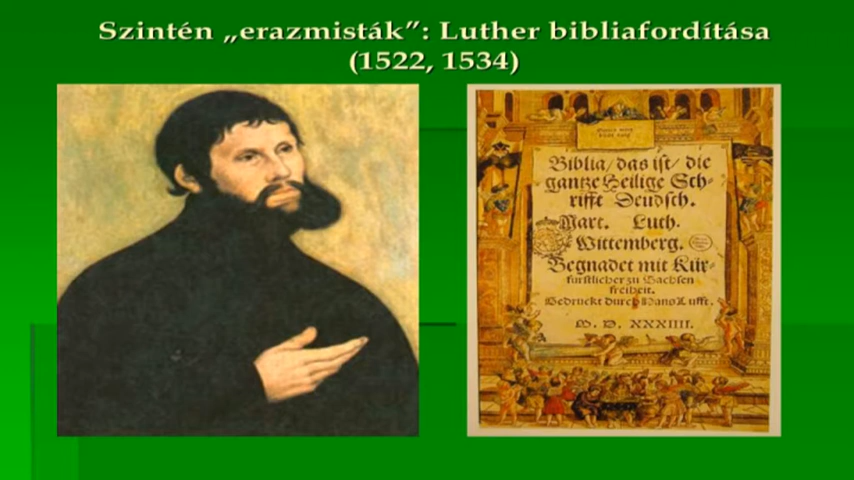 Szintén „erazmisták”: Luther bibliafordítása
(1522, 1534)
Biblia/das ist/ die
gantze Heilige Sch-
rifft Deudsch.
Mart. Luth.
Wittemberg.
Begnadet mit Kür-
furstlicher zu Sachsen
freiheit.
Gedruckt durch Hans Lufft.
M. D. XXXIIII.